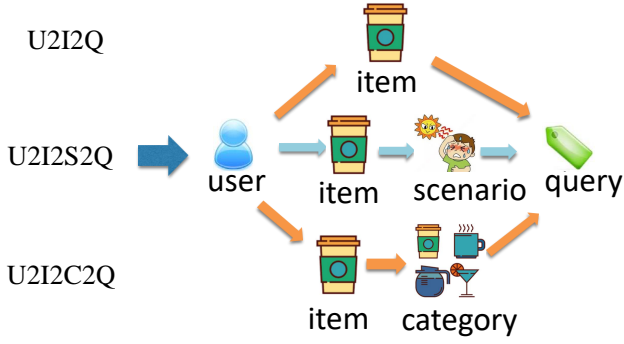 U2I2Q
item
U2I2S2Q
user
item
scenario
query
U2I2C2Q
item
category